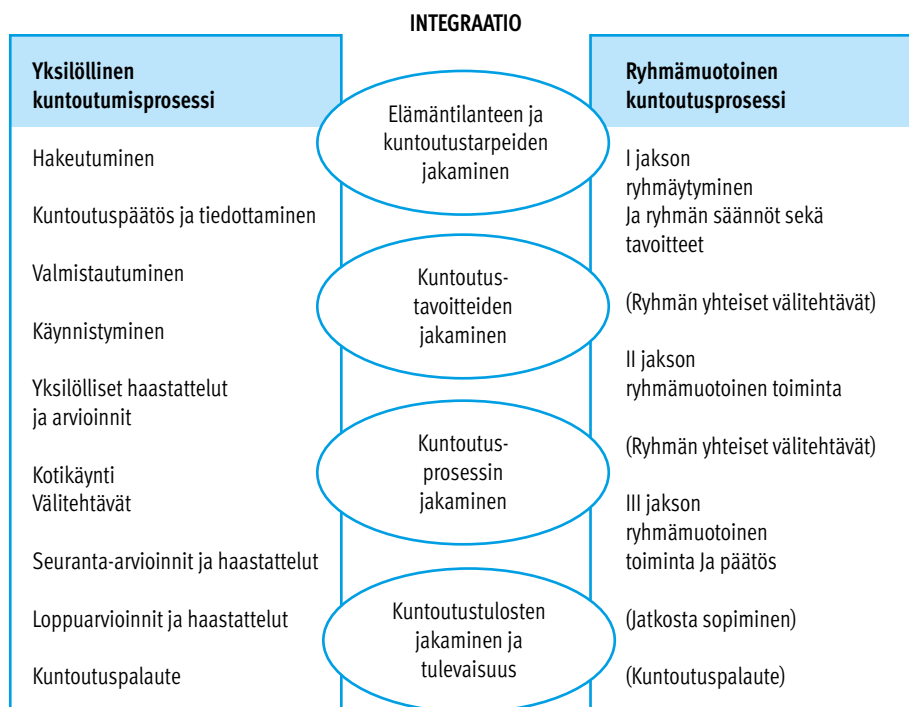 INTEGRAATIO
Yksilöllinen
kuntoutumisprosessi
Hakeutuminen
Kuntoutuspäätös ja tiedottaminen
Valmistautuminen
Käynnistyminen
Yksilölliset haastattelut
ja arvioinnit
Kotikäynti
Välitehtävät
Seuranta-arvioinnit ja haastattelut
Loppuarvioinnit ja haastattelut
Kuntoutuspalaute
Elämäntilanteen ja
kuntoutustarpeiden
jakaminen
Kuntoutus-
tavoitteiden
jakaminen
Kuntoutus-
prosessin
jakaminen
Kuntoutustulosten
jakaminen ja
tulevaisuus
Ryhmämuotoinen
kuntoutusprosessi
I jakson
ryhmäytyminen
Ja ryhmän säännöt sekä
tavoitteet
(Ryhmän yhteiset välitehtävät)
II jakson
ryhmämuotoinen toiminta
(Ryhmän yhteiset välitehtävät)
III jakson
ryhmämuotoinen
toiminta Ja päätös
(Jatkosta sopiminen)
(Kuntoutuspalaute)